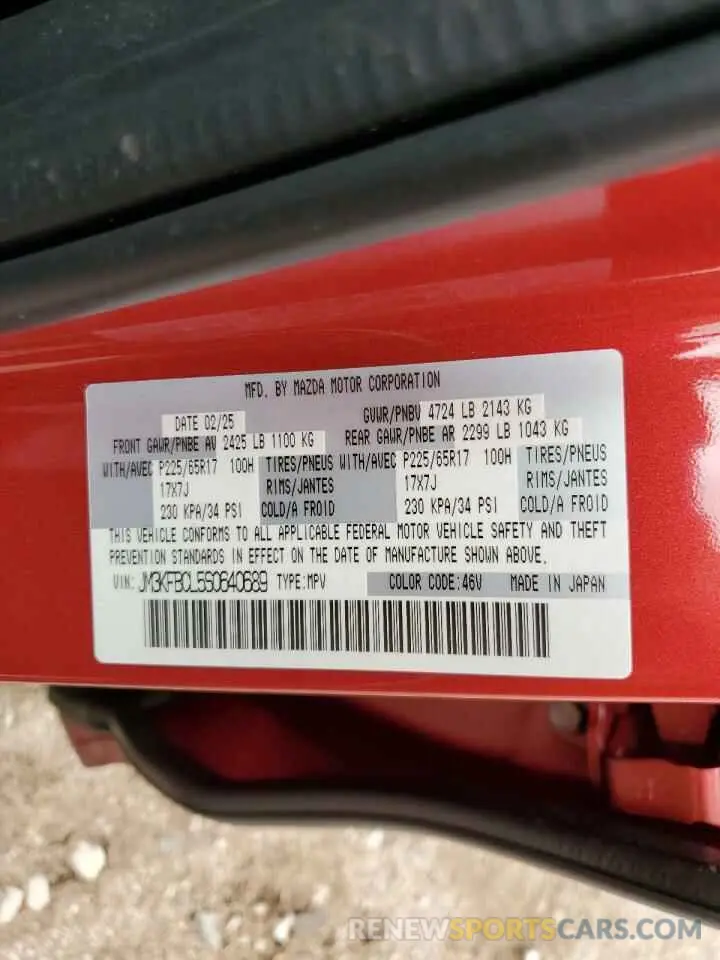 MFD. BY MAZDA MOTOR CORPORATION
DATE 02/25 GVWR/PNBV 4724 LB 2143 KG
FRONT GAWR/PNBE AV 2425 LB 1100 KG REAR GAWR/PNBE AR 2299 LB 1043 KG
WITH/AVEC P225/65R17 100H TIRES/PNEUS WITH/AVEC P225/65R17 100H TIRES/PNEUS
17X7J RIMS/JANTES 17X7J RIMS/JANTES
230 KPA/34 PSI COLD/A FROID 230 KPA/34 PSI COLD/A FROID
THIS VEHICLE CONFORMS TO ALL APPLICABLE FEDERAL MOTOR VEHICLE SAFETY AND THEFT
PREVENTION STANDARDS IN EFFECT ON THE DATE OF MANUFACTURE SHOWN ABOVE.
VIN: JM3KFBCL5S0640689 TYPE:MPV COLOR CODE:46V MADE IN JAPAN
RENEWSPORTSCARS.COM